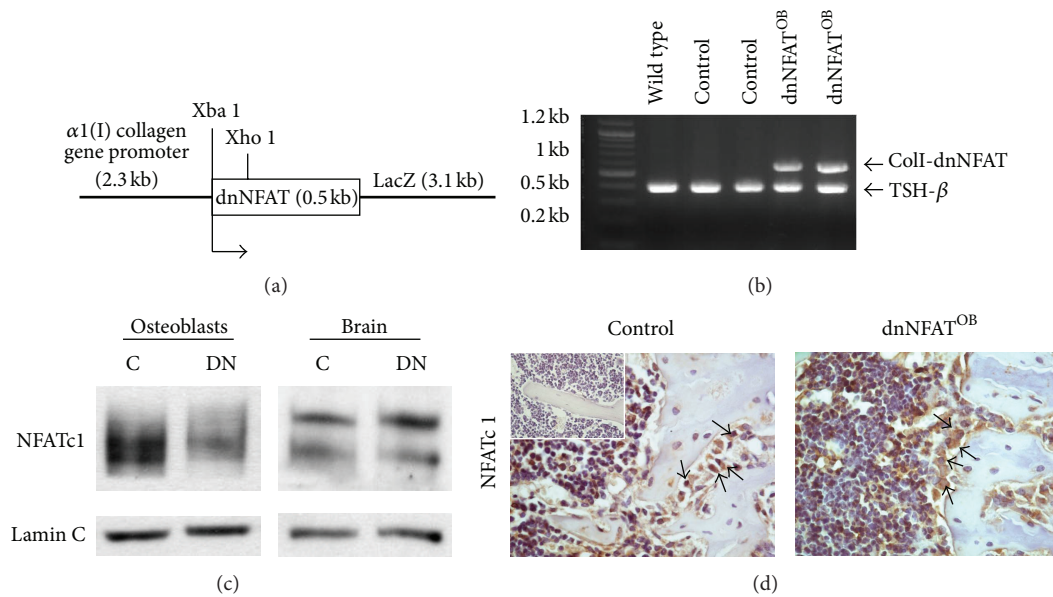 Xba 1
α1(I) collagen
gene promoter
(2.3 kb)
Xho 1
dnNFAT (0.5 kb)
LacZ (3.1 kb)
(a)
Wild type
Control
Control
dnNFAT^OB
dnNFAT^OB
1.2 kb
1 kb
0.5 kb
0.2 kb
← ColI-dnNFAT
← TSH-β
(b)
Osteoblasts
Brain
C
DN
C
DN
NFATc1
Lamin C
(c)
Control
dnNFAT^OB
NFATc 1
(d)